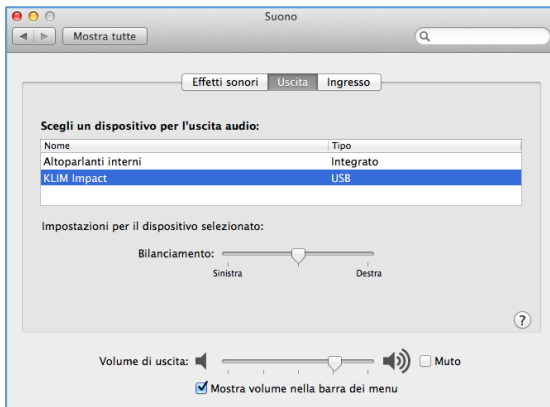 Suono
Mostra tutte
Effetti sonori Uscita Ingresso
Scegli un dispositivo per l'uscita audio:
Nome Tipo
Altoparlanti interni Integrato
KLIM Impact USB
Impostazioni per il dispositivo selezionato:
Bilanciamento:
Sinistra Destra
?
Volume di uscita: Muto
Mostra volume nella barra dei menu